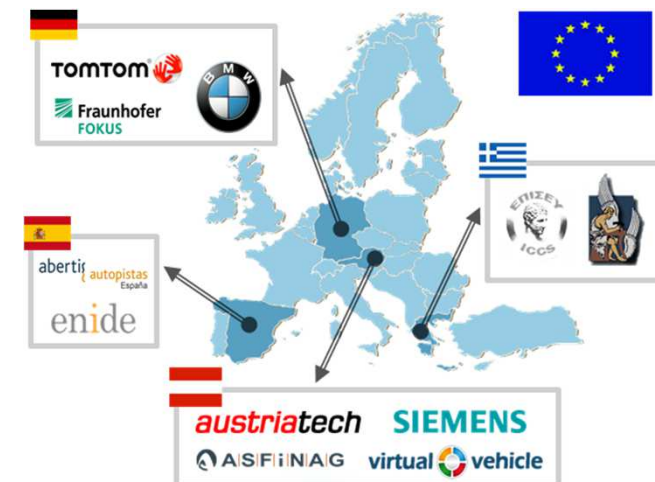 TOMTOM
BMW
Fraunhofer
FOKUS
ΕΠΙΣΕΥ
ICCS
abertis autopistas
España
enide
austriatech
SIEMENS
ASFiNAG
virtual vehicle